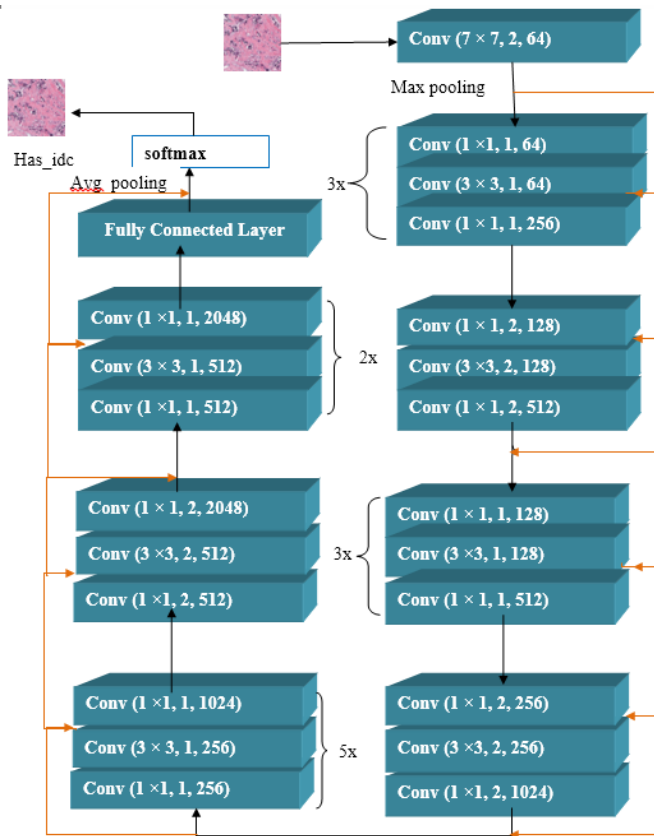 Conv (7 × 7, 2, 64)
Max pooling
3x
Conv (1 ×1, 1, 64)
Conv (3 × 3, 1, 64)
Conv (1 × 1, 1, 256)
Conv (1 ×1, 2, 128)
Conv (3 ×3, 2, 128)
Conv (1 × 1, 2, 512)
3x
Conv (1 × 1, 1, 128)
Conv (3 ×3, 1, 128)
Conv (1 × 1, 1, 512)
Conv (1 ×1, 2, 256)
Conv (3 ×3, 2, 256)
Conv (1 ×1, 2, 1024)
Conv (1 ×1, 1, 256)
Conv (3 × 3, 1, 256)
Conv (1 ×1, 1, 1024)
5x
Conv (1 ×1, 2, 512)
Conv (3 ×3, 2, 512)
Conv (1 × 1, 2, 2048)
Conv (1 ×1, 1, 512)
Conv (3 × 3, 1, 512)
Conv (1 ×1, 1, 2048)
2x
Fully Connected Layer
Avg pooling
softmax
Has_idc